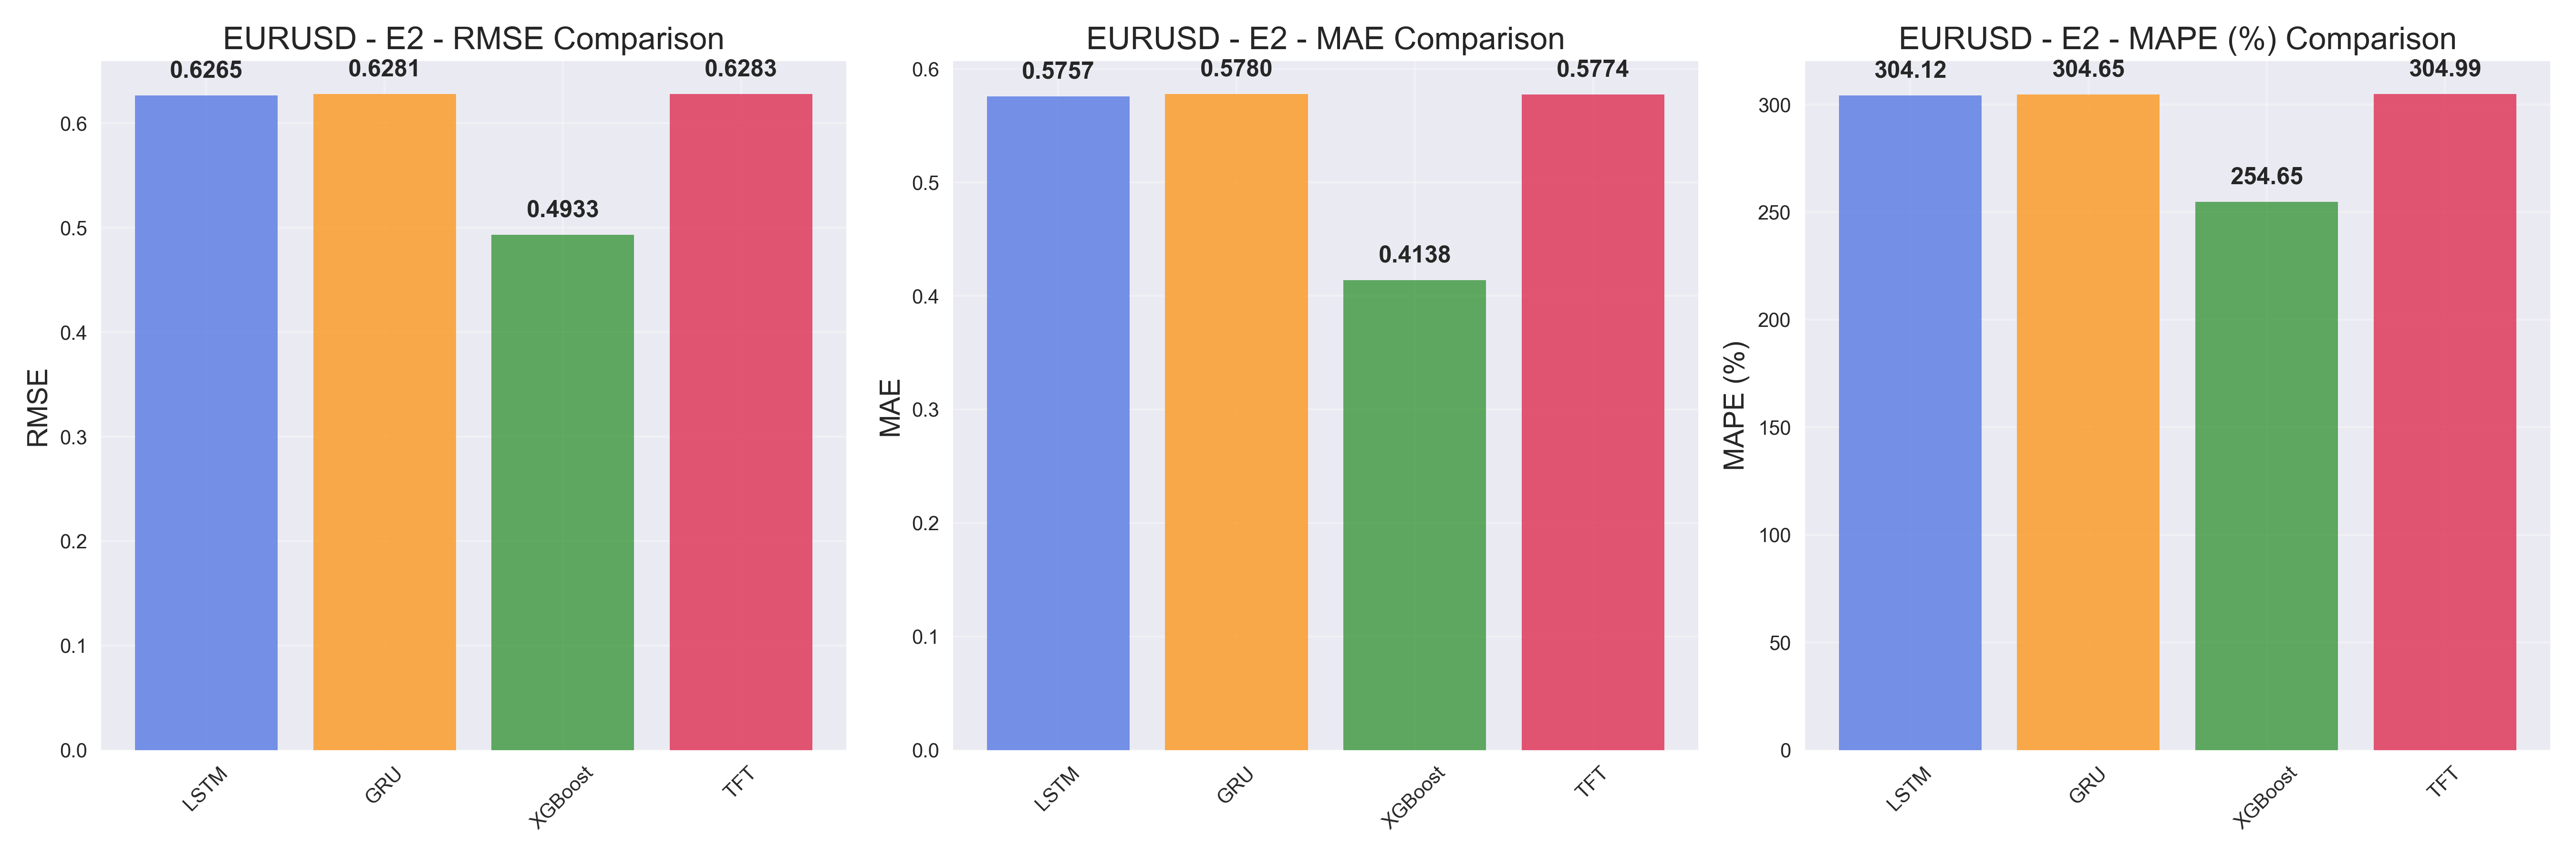 EURUSD - E2 - RMSE Comparison
0.6265
0.6281
0.4933
0.6283
RMSE
0.6
0.5
0.4
0.3
0.2
0.1
0.0
LSTM
GRU
XGBoost
TFT
EURUSD - E2 - MAE Comparison
0.5757
0.5780
0.4138
0.5774
MAE
0.6
0.5
0.4
0.3
0.2
0.1
0.0
LSTM
GRU
XGBoost
TFT
EURUSD - E2 - MAPE (%) Comparison
304.12
304.65
254.65
304.99
MAPE (%)
300
250
200
150
100
50
0
LSTM
GRU
XGBoost
TFT